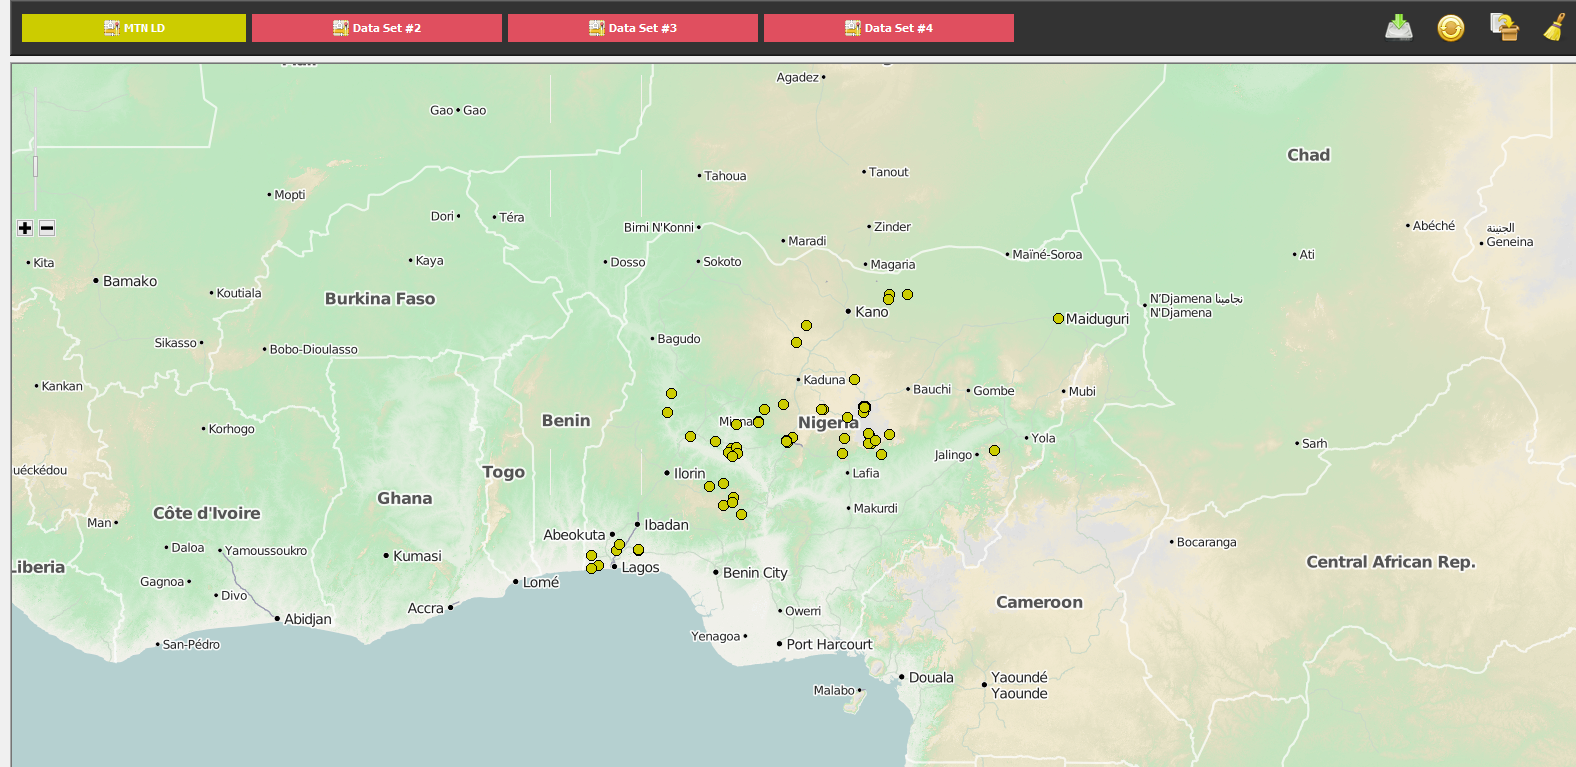 MTN LD
Data Set #2
Data Set #3
Data Set #4
Agadez
Gao
Gao
Chad
Tahoua
Tanout
Mopti
Dori
Téra
Birni N'Konni
Zinder
Abéché
الجنينة
Geneina
Maradi
Kita
Kaya
Dosso
Sokoto
Magaria
Maïné-Soroa
Ati
Bamako
Koutiala
Burkina Faso
N'Djamena نجامينا
N'Djamena
Kano
Maiduguri
Sikasso
Bobo-Dioulasso
Bagudo
Kankan
Kaduna
Bauchi
Gombe
Mubi
Benin
Nigeria
Korhogo
Yola
Sarh
uéckédou
Togo
Ilorin
Jalingo
Lafia
Ghana
Côte d'Ivoire
Makurdi
Man
Ibadan
Abeokuta
Daloa
Yamoussoukro
Kumasi
Bocaranga
Liberia
Lagos
Benin City
Central African Rep.
Gagnoa
Divo
Lomé
Cameroon
Accra
Owerri
Abidjan
San-Pédro
Yenagoa
Port Harcourt
Douala
Yaoundé
Yaounde
Malabo